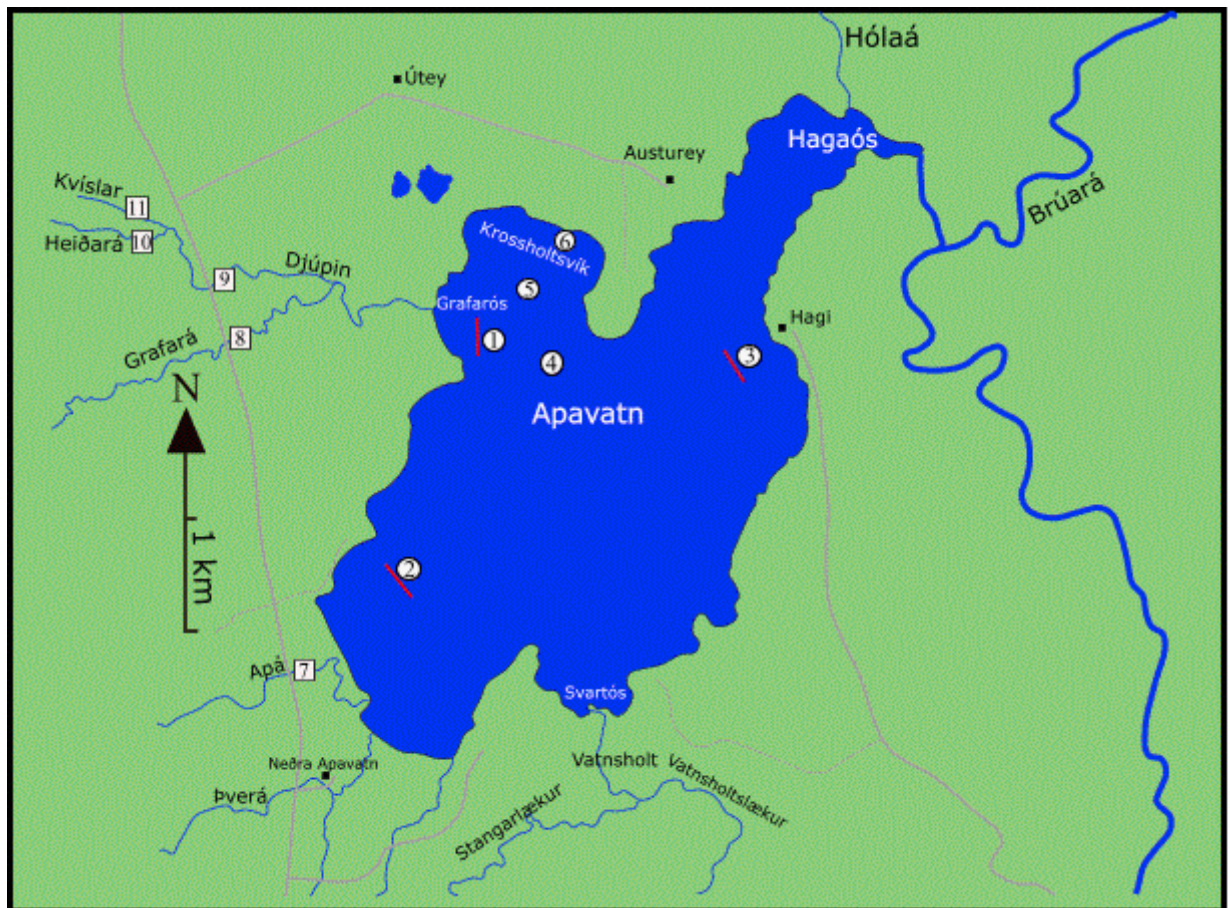 Hólaá
Útey
Hagaós
Austurey
Kvíslar
11
Brúará
Heiðará
10
Krossholtsvík
6
Djúpin
9
5
Grafarós
Hagi
Grafará
8
1
3
4
N
Apavatn
1 km
2
Apá
7
Svartós
Neðra Apavatn
Vatnsholt
Vatnsholtslækur
Þverá
Stangarlækur